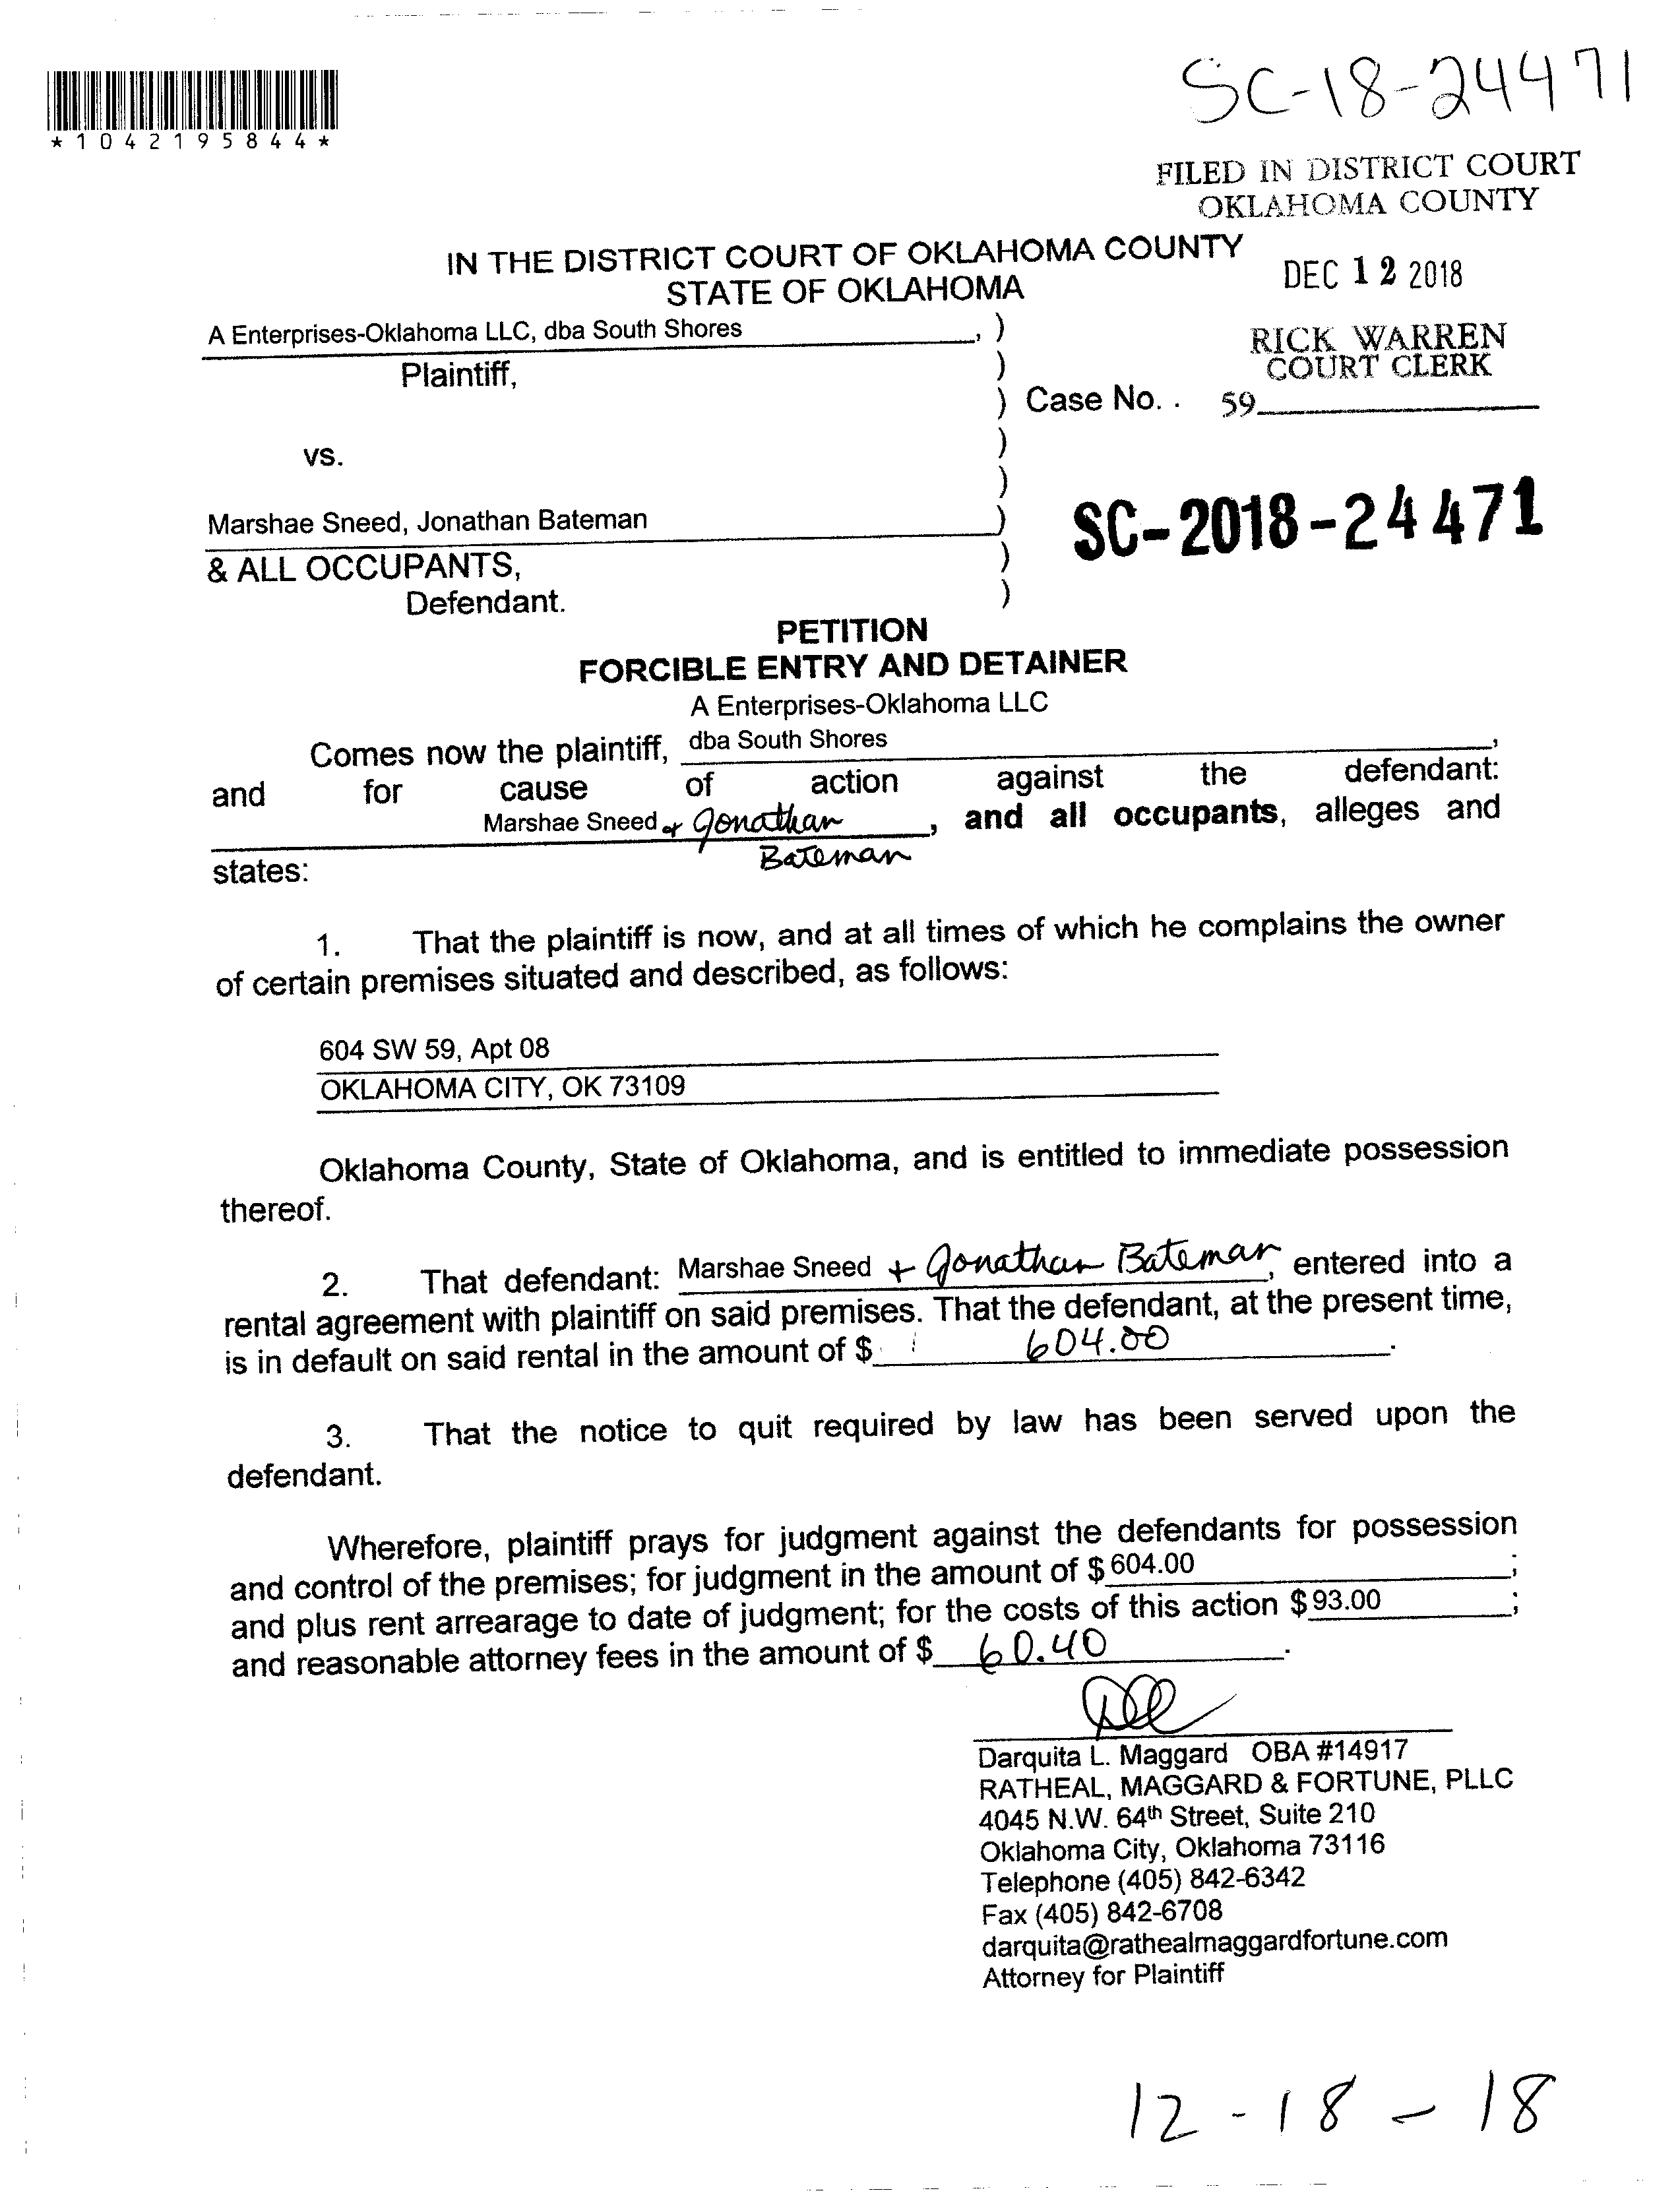 SC-18-24471
*1042195844*
FILED IN DISTRICT COURT
OKLAHOMA COUNTY
IN THE DISTRICT COURT OF OKLAHOMA COUNTY
STATE OF OKLAHOMA
DEC 12 2018
A Enterprises-Oklahoma LLC, dba South Shores , )
RICK WARREN
COURT CLERK
Plaintiff, )
) Case No. . 59
vs. )
)
Marshae Sneed, Jonathan Bateman )
SC-2018-24471
& ALL OCCUPANTS, )
Defendant. )
PETITION
FORCIBLE ENTRY AND DETAINER
A Enterprises-Oklahoma LLC
Comes now the plaintiff, dba South Shores ,
and for cause of action against the defendant:
Marshae Sneed + Jonathan , and all occupants, alleges and
Bateman
states:
1. That the plaintiff is now, and at all times of which he complains the owner
of certain premises situated and described, as follows:
604 SW 59, Apt 08
OKLAHOMA CITY, OK 73109
Oklahoma County, State of Oklahoma, and is entitled to immediate possession
thereof.
2. That defendant: Marshae Sneed + Jonathan Bateman, entered into a
rental agreement with plaintiff on said premises. That the defendant, at the present time,
is in default on said rental in the amount of $ 604.00 .
3. That the notice to quit required by law has been served upon the
defendant.
Wherefore, plaintiff prays for judgment against the defendants for possession
and control of the premises; for judgment in the amount of $ 604.00 ;
and plus rent arrearage to date of judgment; for the costs of this action $ 93.00 ;
and reasonable attorney fees in the amount of $ 60.40 .
Darquita L. Maggard OBA #14917
RATHEAL, MAGGARD & FORTUNE, PLLC
4045 N.W. 64th Street, Suite 210
Oklahoma City, Oklahoma 73116
Telephone (405) 842-6342
Fax (405) 842-6708
darquita@rathealmaggardfortune.com
Attorney for Plaintiff
12-18-18